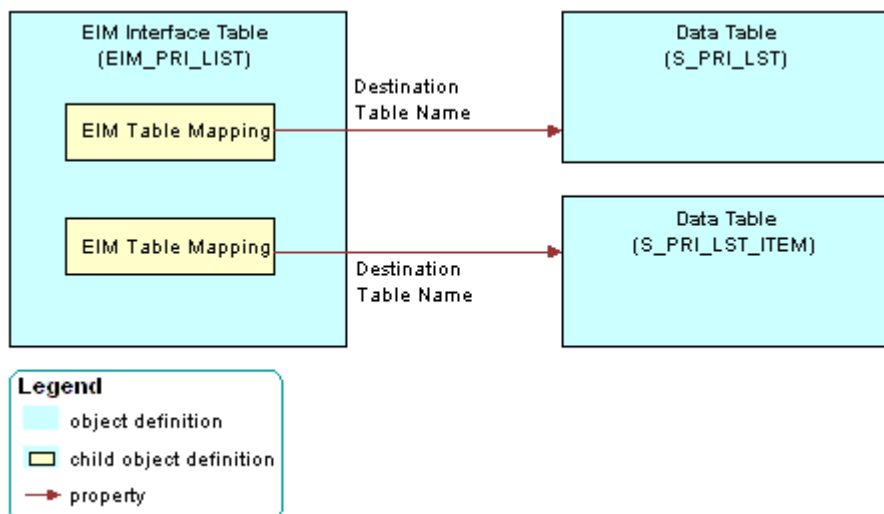 EIM Interface Table
(EIM_PRI_LIST)
EIM Table Mapping
EIM Table Mapping
Destination
Table Name
Destination
Table Name
Data Table
(S_PRI_LST)
Data Table
(S_PRI_LST_ITEM)
Legend
object definition
child object definition
property